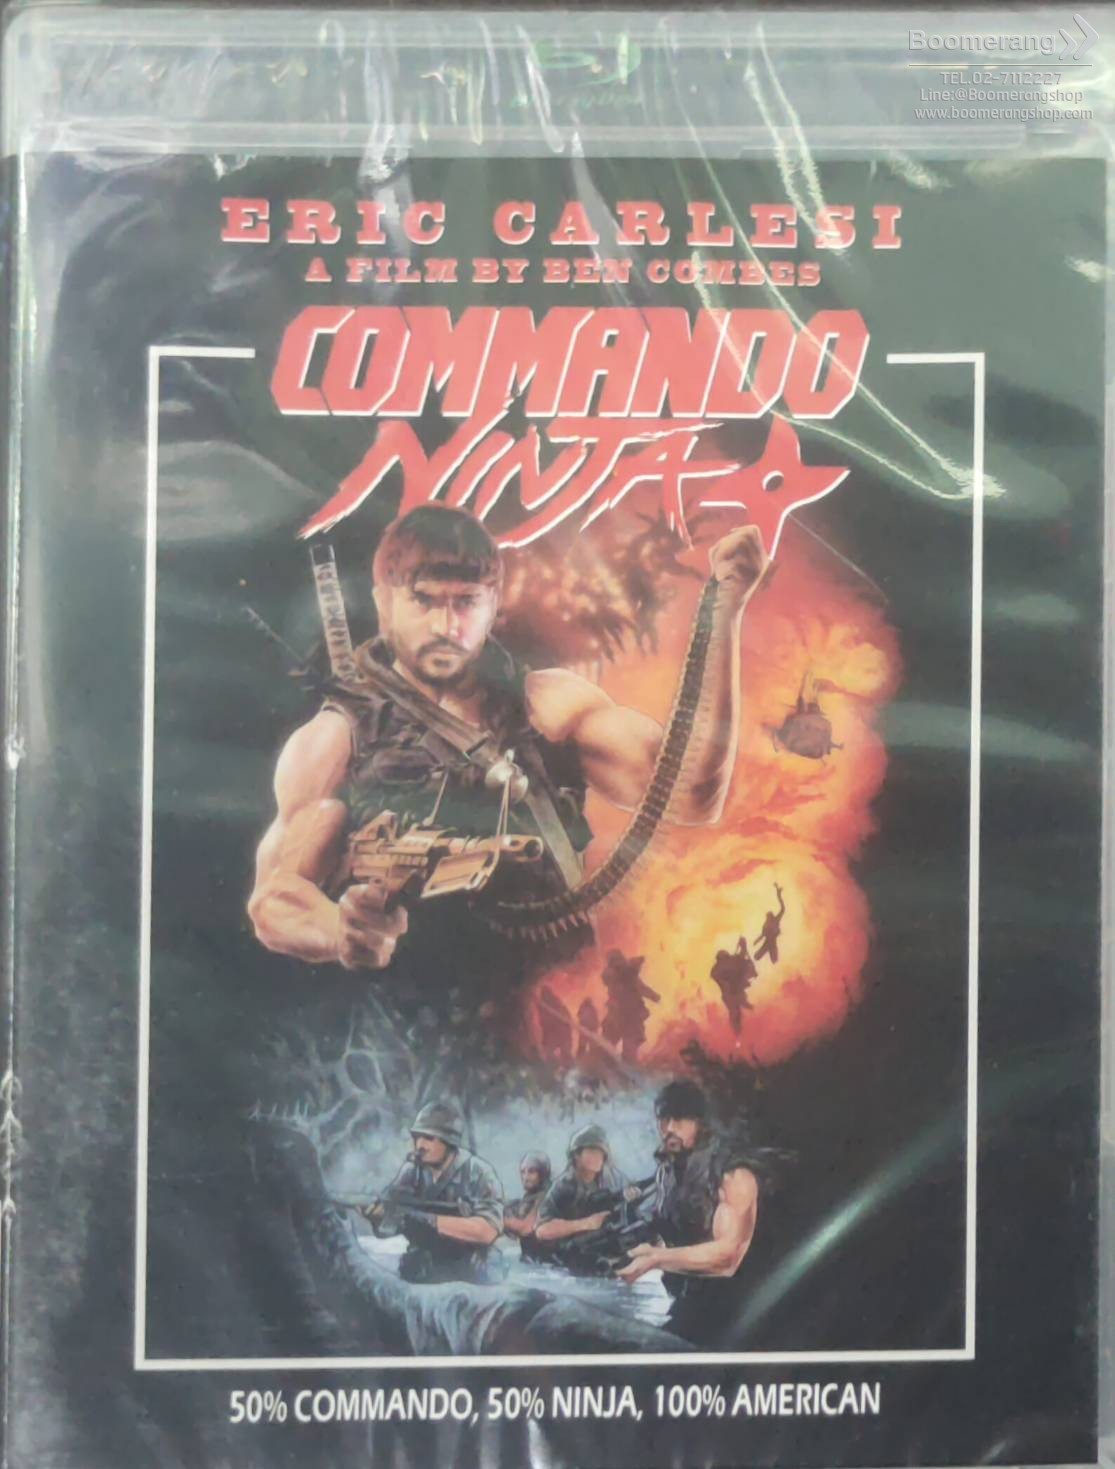 Boomerang
TEL.02-7112227
Line:@Boomerangshop
www.boomerangshop.com
ERIC CARLESI
A FILM BY BEN COMBES
COMMANDO
NINJA
50% COMMANDO, 50% NINJA, 100% AMERICAN